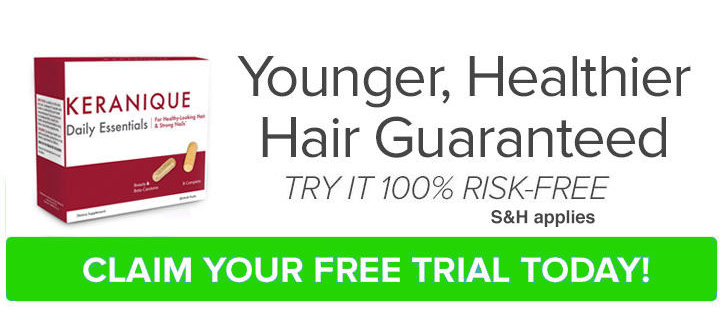 KERANIQUE
Daily Essentials
For Healthy-Looking Hair
& Strong Nails
Younger, Healthier
Hair Guaranteed
TRY IT 100% RISK-FREE
S&H applies
CLAIM YOUR FREE TRIAL TODAY!